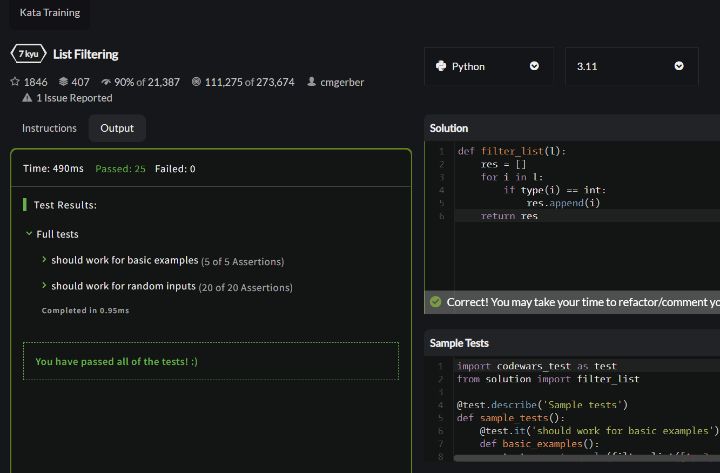 Kata Training
7 kyu List Filtering
1846 407 90% of 21,387 111,275 of 273,674 cmgerber
1 Issue Reported
Instructions Output
Time: 490ms Passed: 25 Failed: 0
Test Results:
Full tests
should work for basic examples (5 of 5 Assertions)
should work for random inputs (20 of 20 Assertions)
Completed in 0.95ms
You have passed all of the tests! :)
Python 3.11
Solution
1 def filter_list(l):
2 res = []
3 for i in l:
4 if type(i) == int:
5 res.append(i)
6 return res
Correct! You may take your time to refactor/comment yo
Sample Tests
1 import codewars_test as test
2 from solution import filter_list
3
4 @test.describe('Sample tests')
5 def sample_tests():
6 @test.it('should work for basic examples')
7 def basic_examples():
8